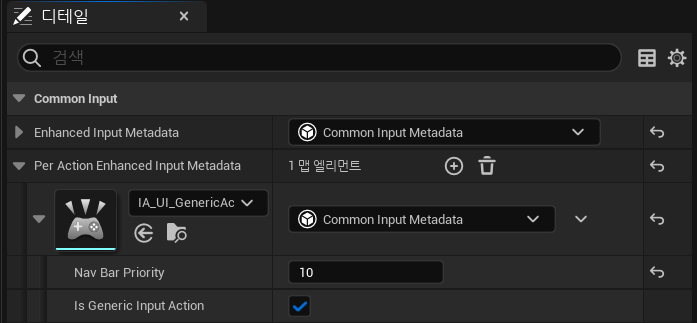 디테일
검색
Common Input
Enhanced Input Metadata
Common Input Metadata
Per Action Enhanced Input Metadata
1 맵 엘리먼트
IA_UI_GenericAc
Common Input Metadata
Nav Bar Priority
10
Is Generic Input Action